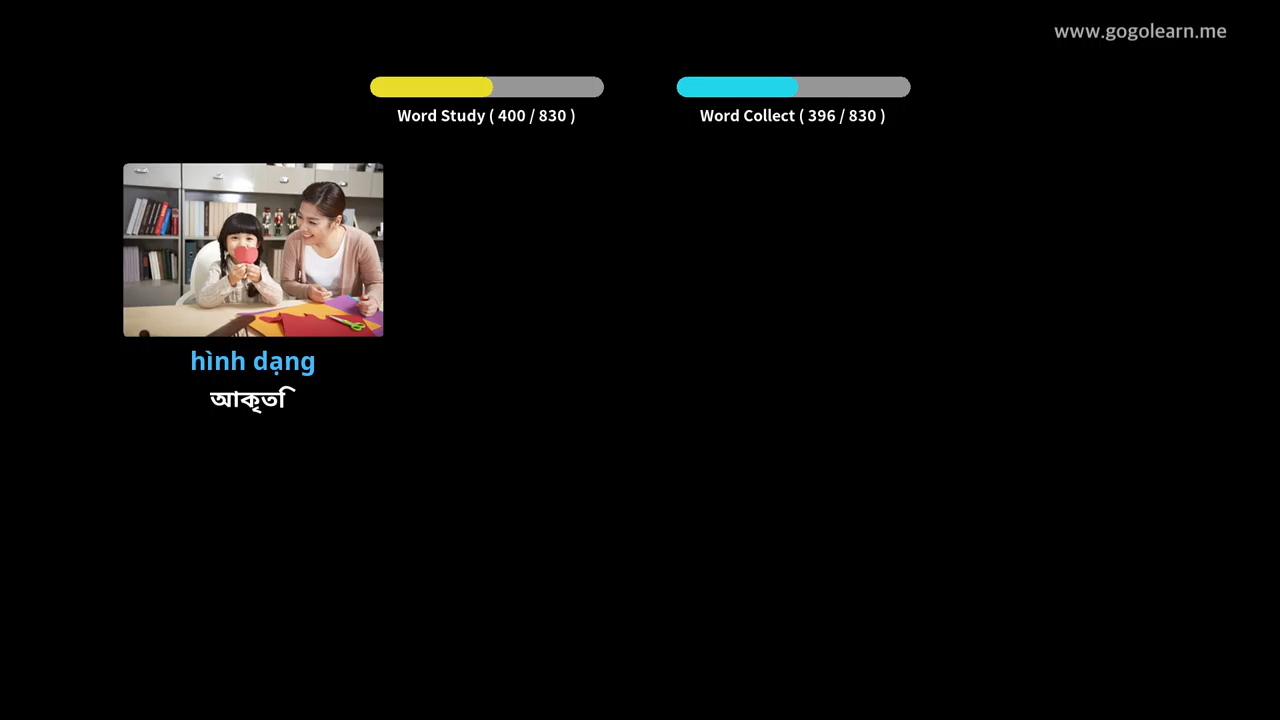 www.gogolearn.me
Word Study ( 400 / 830 )
Word Collect ( 396 / 830 )
hình dạng
আকৃতি